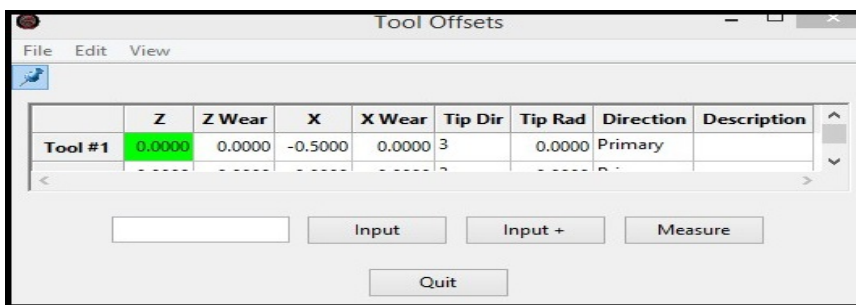 Tool Offsets
File Edit View
Z Z Wear X X Wear Tip Dir Tip Rad Direction Description
Tool #1 0.0000 0.0000 -0.5000 0.0000 3 0.0000 Primary
Input Input + Measure
Quit